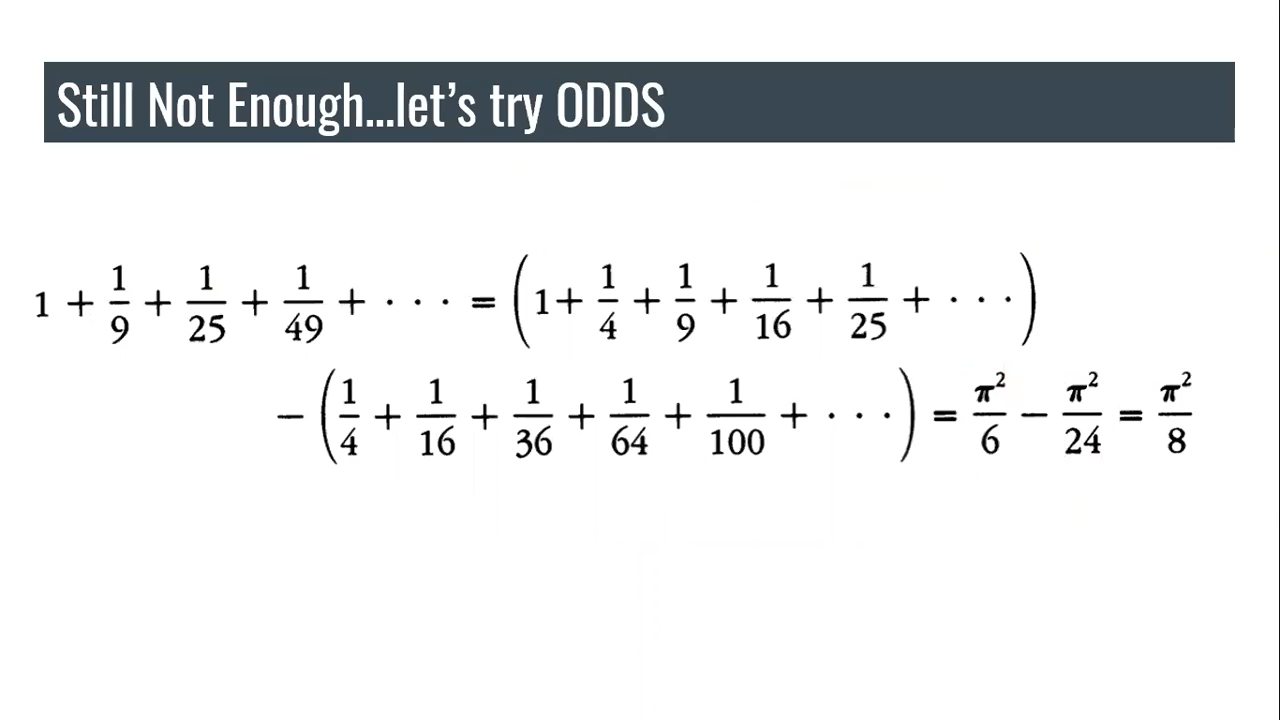 Still Not Enough...let's try ODDS
1 + 1/9 + 1/25 + 1/49 + · · · = (1 + 1/4 + 1/9 + 1/16 + 1/25 + · · ·)
− (1/4 + 1/16 + 1/36 + 1/64 + 1/100 + · · ·) = π²/6 − π²/24 = π²/8